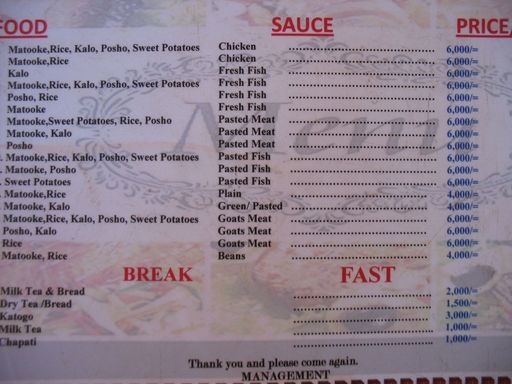 FOOD SAUCE PRICE/
Matooke,Rice, Kalo, Posho, Sweet Potatoes Chicken 6,000/=
Matooke,Rice Chicken 6,000/=
Kalo Fresh Fish 6,000/=
Matooke,Rice, Kalo, Posho, Sweet Potatoes Fresh Fish 6,000/=
Posho, Rice Fresh Fish 6,000/=
Matooke Fresh Fish 6,000/=
Matooke,Sweet Potatoes, Rice, Posho Pasted Meat 6,000/=
Matooke, Kalo Pasted Meat 6,000/=
Posho Pasted Meat 6,000/=
. Matooke,Rice, Kalo, Posho, Sweet Potatoes Pasted Fish 6,000/=
. Matooke, Posho Pasted Fish 6,000/=
. Sweet Potatoes Pasted Fish 6,000/=
. Matooke,Rice Plain 4,000/=
. Matooke, Kalo Green/ Pasted 4,000/=
Matooke,Rice, Kalo, Posho, Sweet Potatoes Goats Meat 6,000/=
Posho, Kalo Goats Meat 6,000/=
Rice Goats Meat 6,000/=
Matooke, Rice Beans 4,000/=
Menu
BREAK FAST
Milk Tea & Bread 2,000/=
Dry Tea /Bread 1,500/=
Katogo 3,000/=
Milk Tea 1,000/=
Chapati 1,000/=
Thank you and please come again.
MANAGEMENT